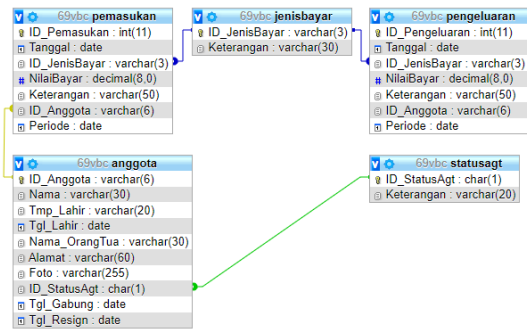 69vbc pemasukan
ID_Pemasukan : int(11)
Tanggal : date
ID_JenisBayar : varchar(3)
NilaiBayar : decimal(8,0)
Keterangan : varchar(50)
ID_Anggota : varchar(6)
Periode : date
69vbc jenisbayar
ID_JenisBayar : varchar(3)
Keterangan : varchar(30)
69vbc pengeluaran
ID_Pengeluaran : int(11)
Tanggal : date
ID_JenisBayar : varchar(3)
NilaiBayar : decimal(8,0)
Keterangan : varchar(50)
ID_Anggota : varchar(6)
Periode : date
69vbc anggota
ID_Anggota : varchar(6)
Nama : varchar(30)
Tmp_Lahir : varchar(20)
Tgl_Lahir : date
Nama_OrangTua : varchar(30)
Alamat : varchar(60)
Foto : varchar(255)
ID_StatusAgt : char(1)
Tgl_Gabung : date
Tgl_Resign : date
69vbc statusagt
ID_StatusAgt : char(1)
Keterangan : varchar(20)